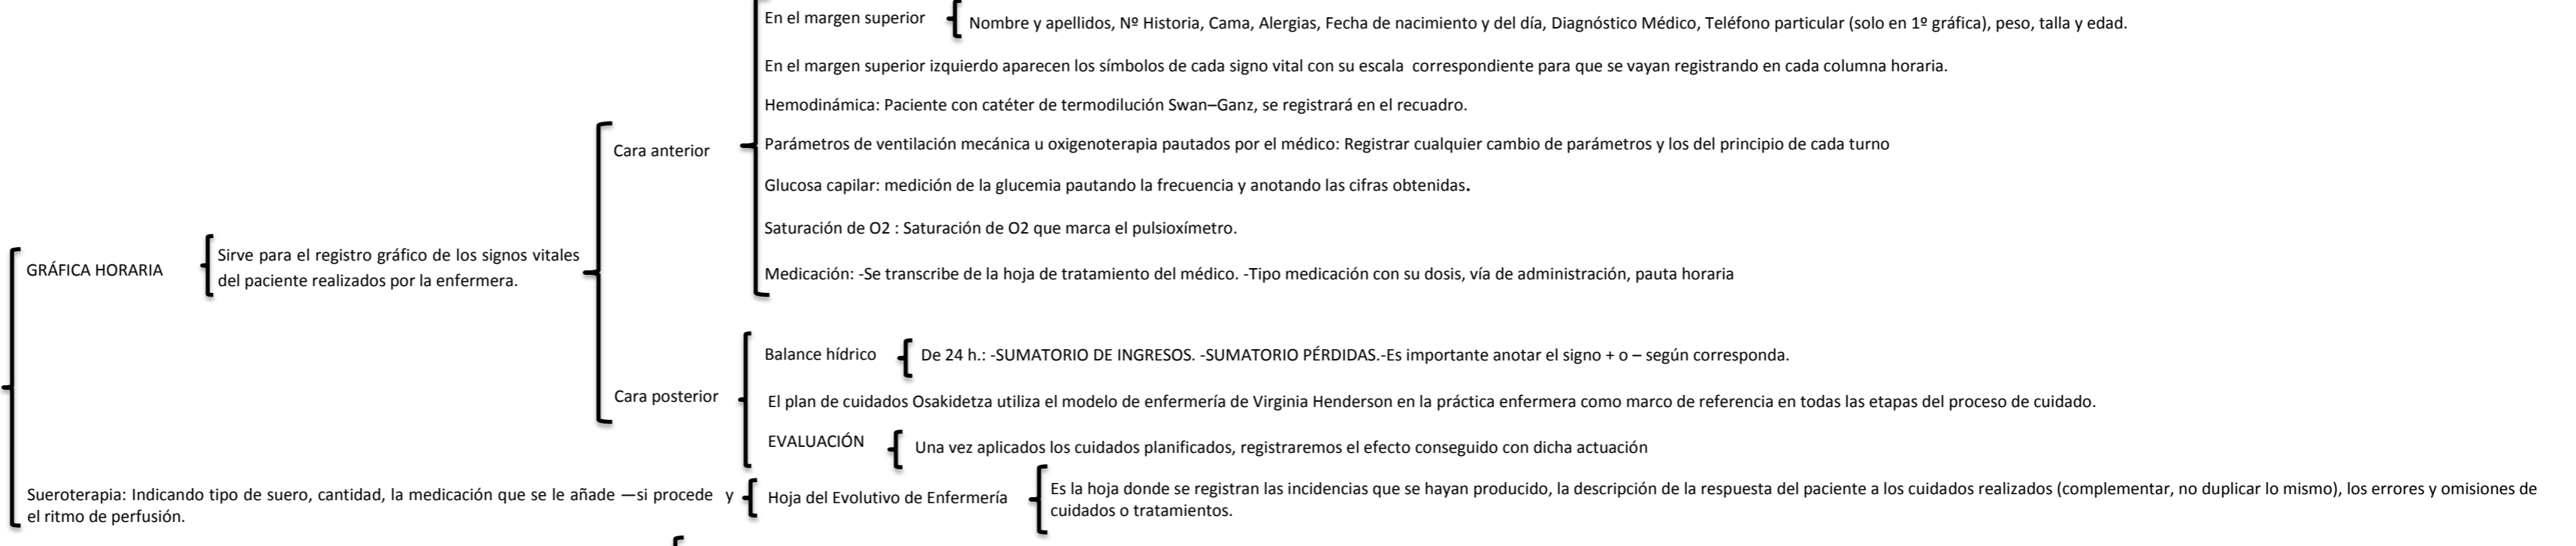 En el margen superior
Nombre y apellidos, Nº Historia, Cama, Alergias, Fecha de nacimiento y del día, Diagnóstico Médico, Teléfono particular (solo en 1º gráfica), peso, talla y edad.
En el margen superior izquierdo aparecen los símbolos de cada signo vital con su escala correspondiente para que se vayan registrando en cada columna horaria.
Hemodinámica: Paciente con catéter de termodilución Swan–Ganz, se registrará en el recuadro.
Cara anterior
Parámetros de ventilación mecánica u oxigenoterapia pautados por el médico: Registrar cualquier cambio de parámetros y los del principio de cada turno
Glucosa capilar: medición de la glucemia pautando la frecuencia y anotando las cifras obtenidas.
Saturación de O2 : Saturación de O2 que marca el pulsioxímetro.
GRÁFICA HORARIA
Sirve para el registro gráfico de los signos vitales
del paciente realizados por la enfermera.
Medicación: -Se transcribe de la hoja de tratamiento del médico. -Tipo medicación con su dosis, vía de administración, pauta horaria
Balance hídrico
De 24 h.: -SUMATORIO DE INGRESOS. -SUMATORIO PÉRDIDAS.-Es importante anotar el signo + o – según corresponda.
Cara posterior
El plan de cuidados Osakidetza utiliza el modelo de enfermería de Virginia Henderson en la práctica enfermera como marco de referencia en todas las etapas del proceso de cuidado.
EVALUACIÓN
Una vez aplicados los cuidados planificados, registraremos el efecto conseguido con dicha actuación
Sueroterapia: Indicando tipo de suero, cantidad, la medicación que se le añade —si procede y
el ritmo de perfusión.
Hoja del Evolutivo de Enfermería
Es la hoja donde se registran las incidencias que se hayan producido, la descripción de la respuesta del paciente a los cuidados realizados (complementar, no duplicar lo mismo), los errores y omisiones de
cuidados o tratamientos.